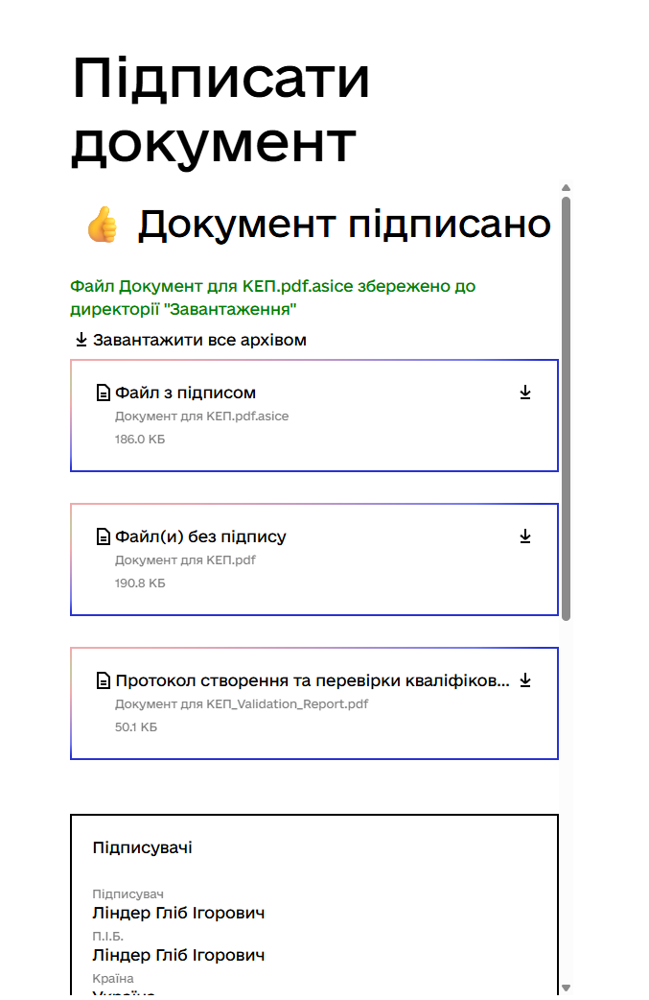 Підписати
документ
Документ підписано
Файл Документ для КЕП.pdf.asice збережено до
директорії "Завантаження"
Завантажити все архівом
Файл з підписом
Документ для КЕП.pdf.asice
186.0 КБ
Файл(и) без підпису
Документ для КЕП.pdf
190.8 КБ
Протокол створення та перевірки кваліфіков...
Документ для КЕП_Validation_Report.pdf
50.1 КБ
Підписувачі
Підписувач
Ліндер Гліб Ігорович
П.І.Б.
Ліндер Гліб Ігорович
Країна
Україна